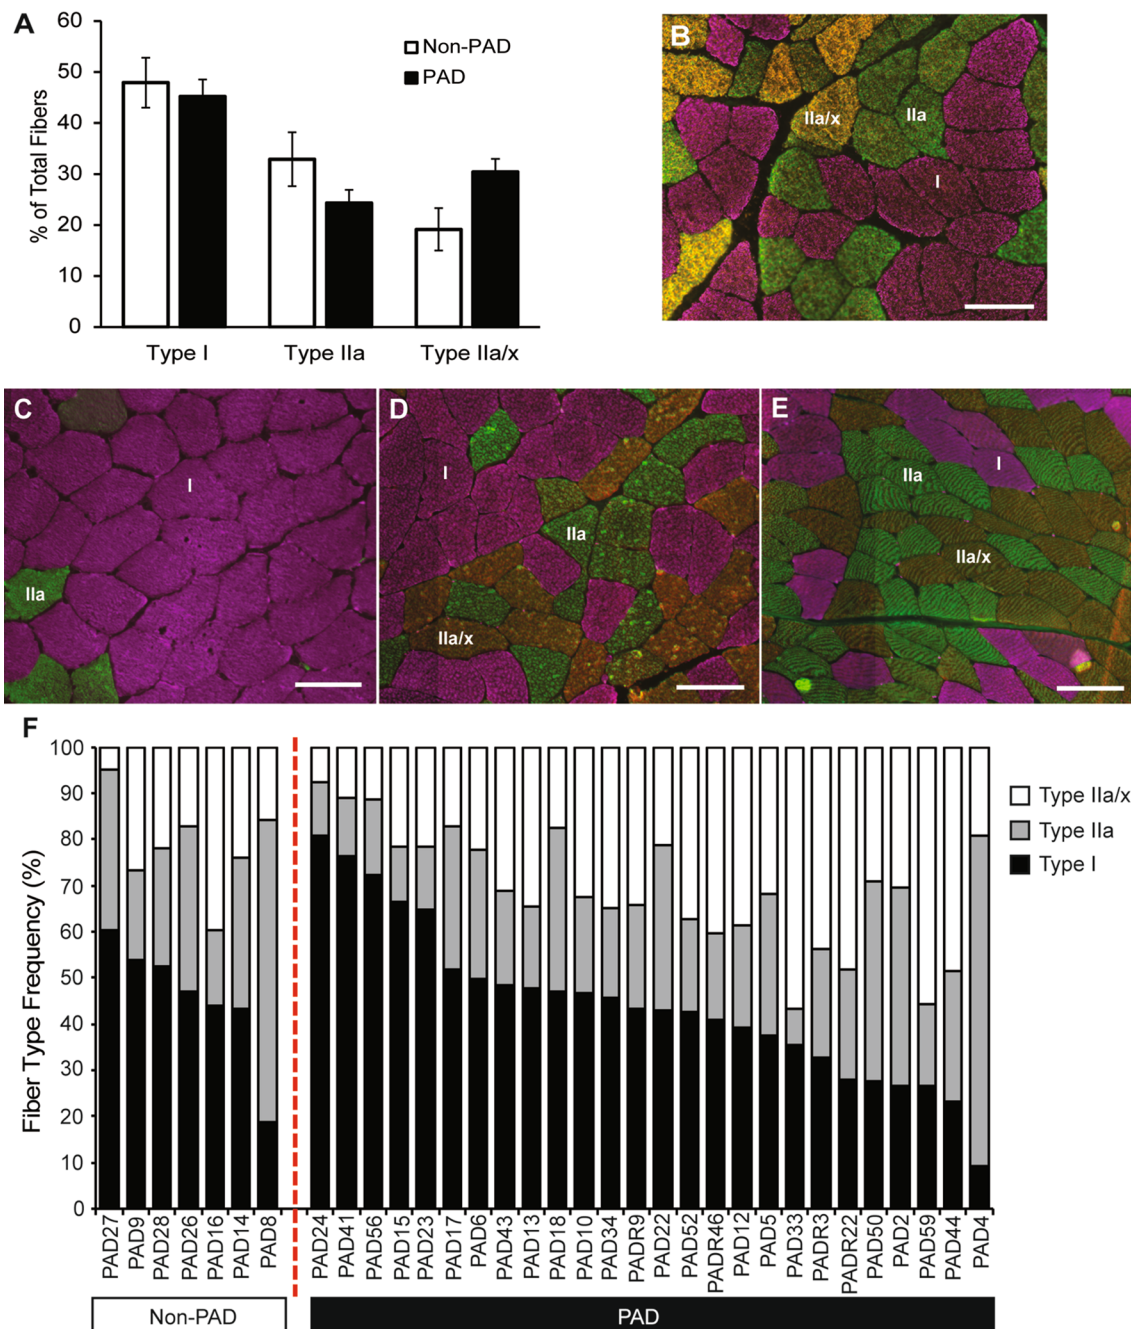 A
60
50
40
30
20
10
0
% of Total Fibers
Non-PAD
PAD
Type I
Type IIa
Type IIa/x
B
IIa/x
IIa
I
C
I
IIa
D
I
IIa
IIa/x
E
IIa
I
IIa/x
F
100
90
80
70
60
50
40
30
20
10
0
Fiber Type Frequency (%)
Type IIa/x
Type IIa
Type I
PAD27
PAD9
PAD28
PAD26
PAD16
PAD14
PAD8
PAD24
PAD41
PAD56
PAD15
PAD23
PAD17
PAD6
PAD43
PAD13
PAD18
PAD10
PAD34
PADR9
PAD22
PAD52
PADR46
PAD12
PAD5
PAD33
PADR3
PADR22
PAD50
PAD2
PAD59
PAD44
PAD4
Non-PAD
PAD